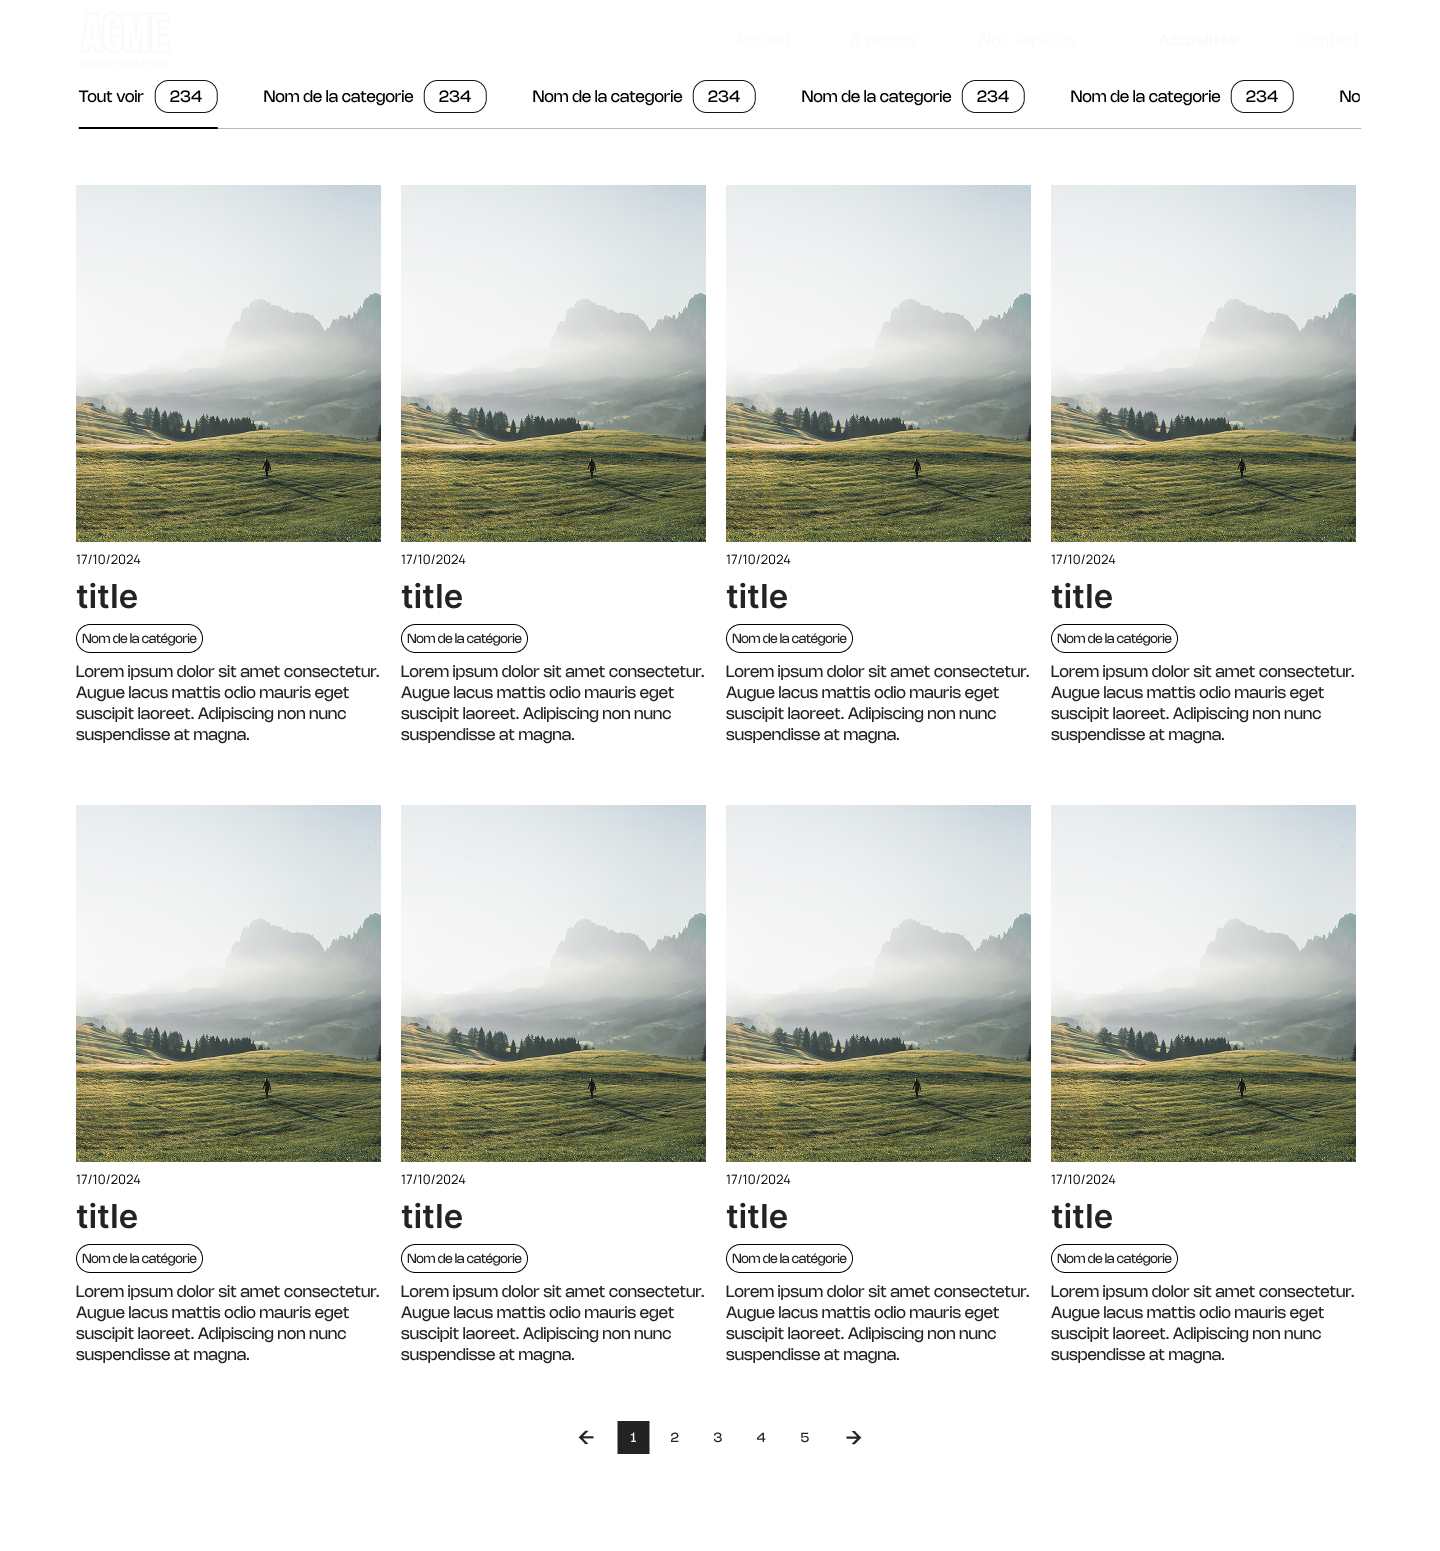 ACME
Accueil À propos Nos services Actualités Contact
Tout voir 234 Nom de la categorie 234 Nom de la categorie 234 Nom de la categorie 234 Nom de la categorie 234 No
17/10/2024 17/10/2024 17/10/2024 17/10/2024
title title title title
Nom de la catégorie Nom de la catégorie Nom de la catégorie Nom de la catégorie
Lorem ipsum dolor sit amet consectetur. Lorem ipsum dolor sit amet consectetur. Lorem ipsum dolor sit amet consectetur. Lorem ipsum dolor sit amet consectetur.
Augue lacus mattis odio mauris eget Augue lacus mattis odio mauris eget Augue lacus mattis odio mauris eget Augue lacus mattis odio mauris eget
suscipit laoreet. Adipiscing non nunc suscipit laoreet. Adipiscing non nunc suscipit laoreet. Adipiscing non nunc suscipit laoreet. Adipiscing non nunc
suspendisse at magna. suspendisse at magna. suspendisse at magna. suspendisse at magna.
17/10/2024 17/10/2024 17/10/2024 17/10/2024
title title title title
Nom de la catégorie Nom de la catégorie Nom de la catégorie Nom de la catégorie
Lorem ipsum dolor sit amet consectetur. Lorem ipsum dolor sit amet consectetur. Lorem ipsum dolor sit amet consectetur. Lorem ipsum dolor sit amet consectetur.
Augue lacus mattis odio mauris eget Augue lacus mattis odio mauris eget Augue lacus mattis odio mauris eget Augue lacus mattis odio mauris eget
suscipit laoreet. Adipiscing non nunc suscipit laoreet. Adipiscing non nunc suscipit laoreet. Adipiscing non nunc suscipit laoreet. Adipiscing non nunc
suspendisse at magna. suspendisse at magna. suspendisse at magna. suspendisse at magna.
← 1 2 3 4 5 →